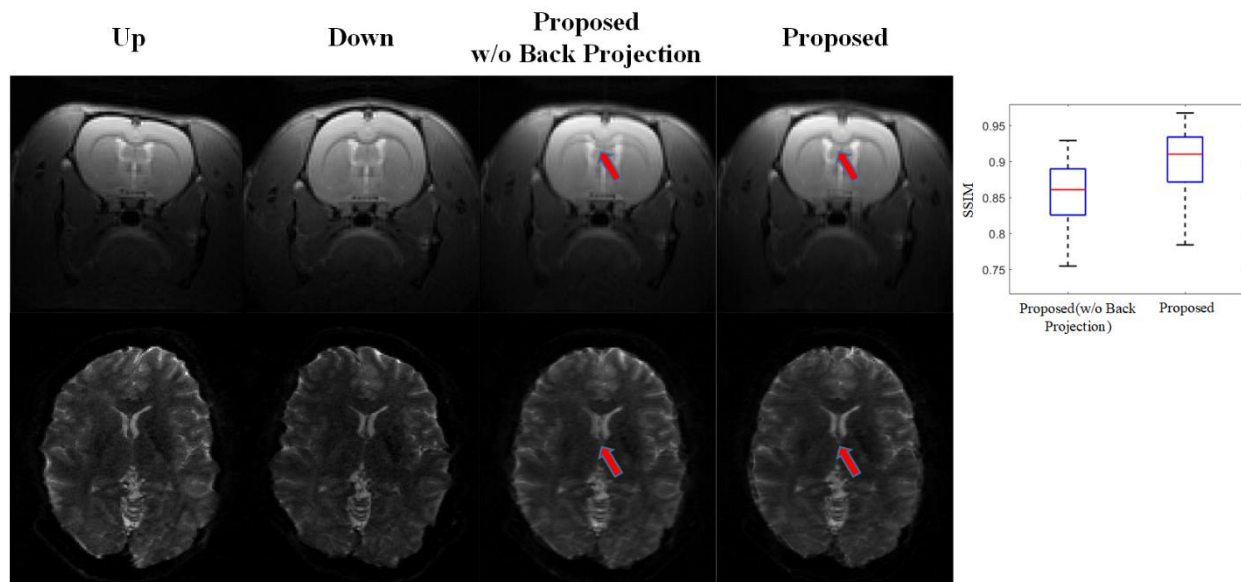 Up
Down
Proposed
w/o Back Projection
Proposed
SSIM
0.95
0.9
0.85
0.8
0.75
Proposed(w/o Back
Projection)
Proposed